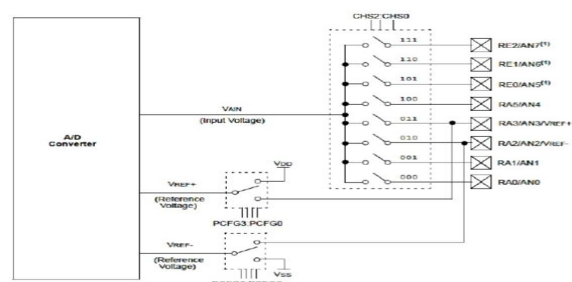 CHS2:CHS0
111 RE2/AN7(1)
110 RE1/AN6(1)
101 RE0/AN5(1)
100 RA5/AN4
VAIN
(Input Voltage)
011 RA3/AN3/VREF+
010 RA2/AN2/VREF-
A/D
Converter
001 RA1/AN1
VDD
000 RA0/AN0
VREF+
(Reference
Voltage)
PCFG3:PCFG0
VREF-
(Reference
Voltage)
VSS